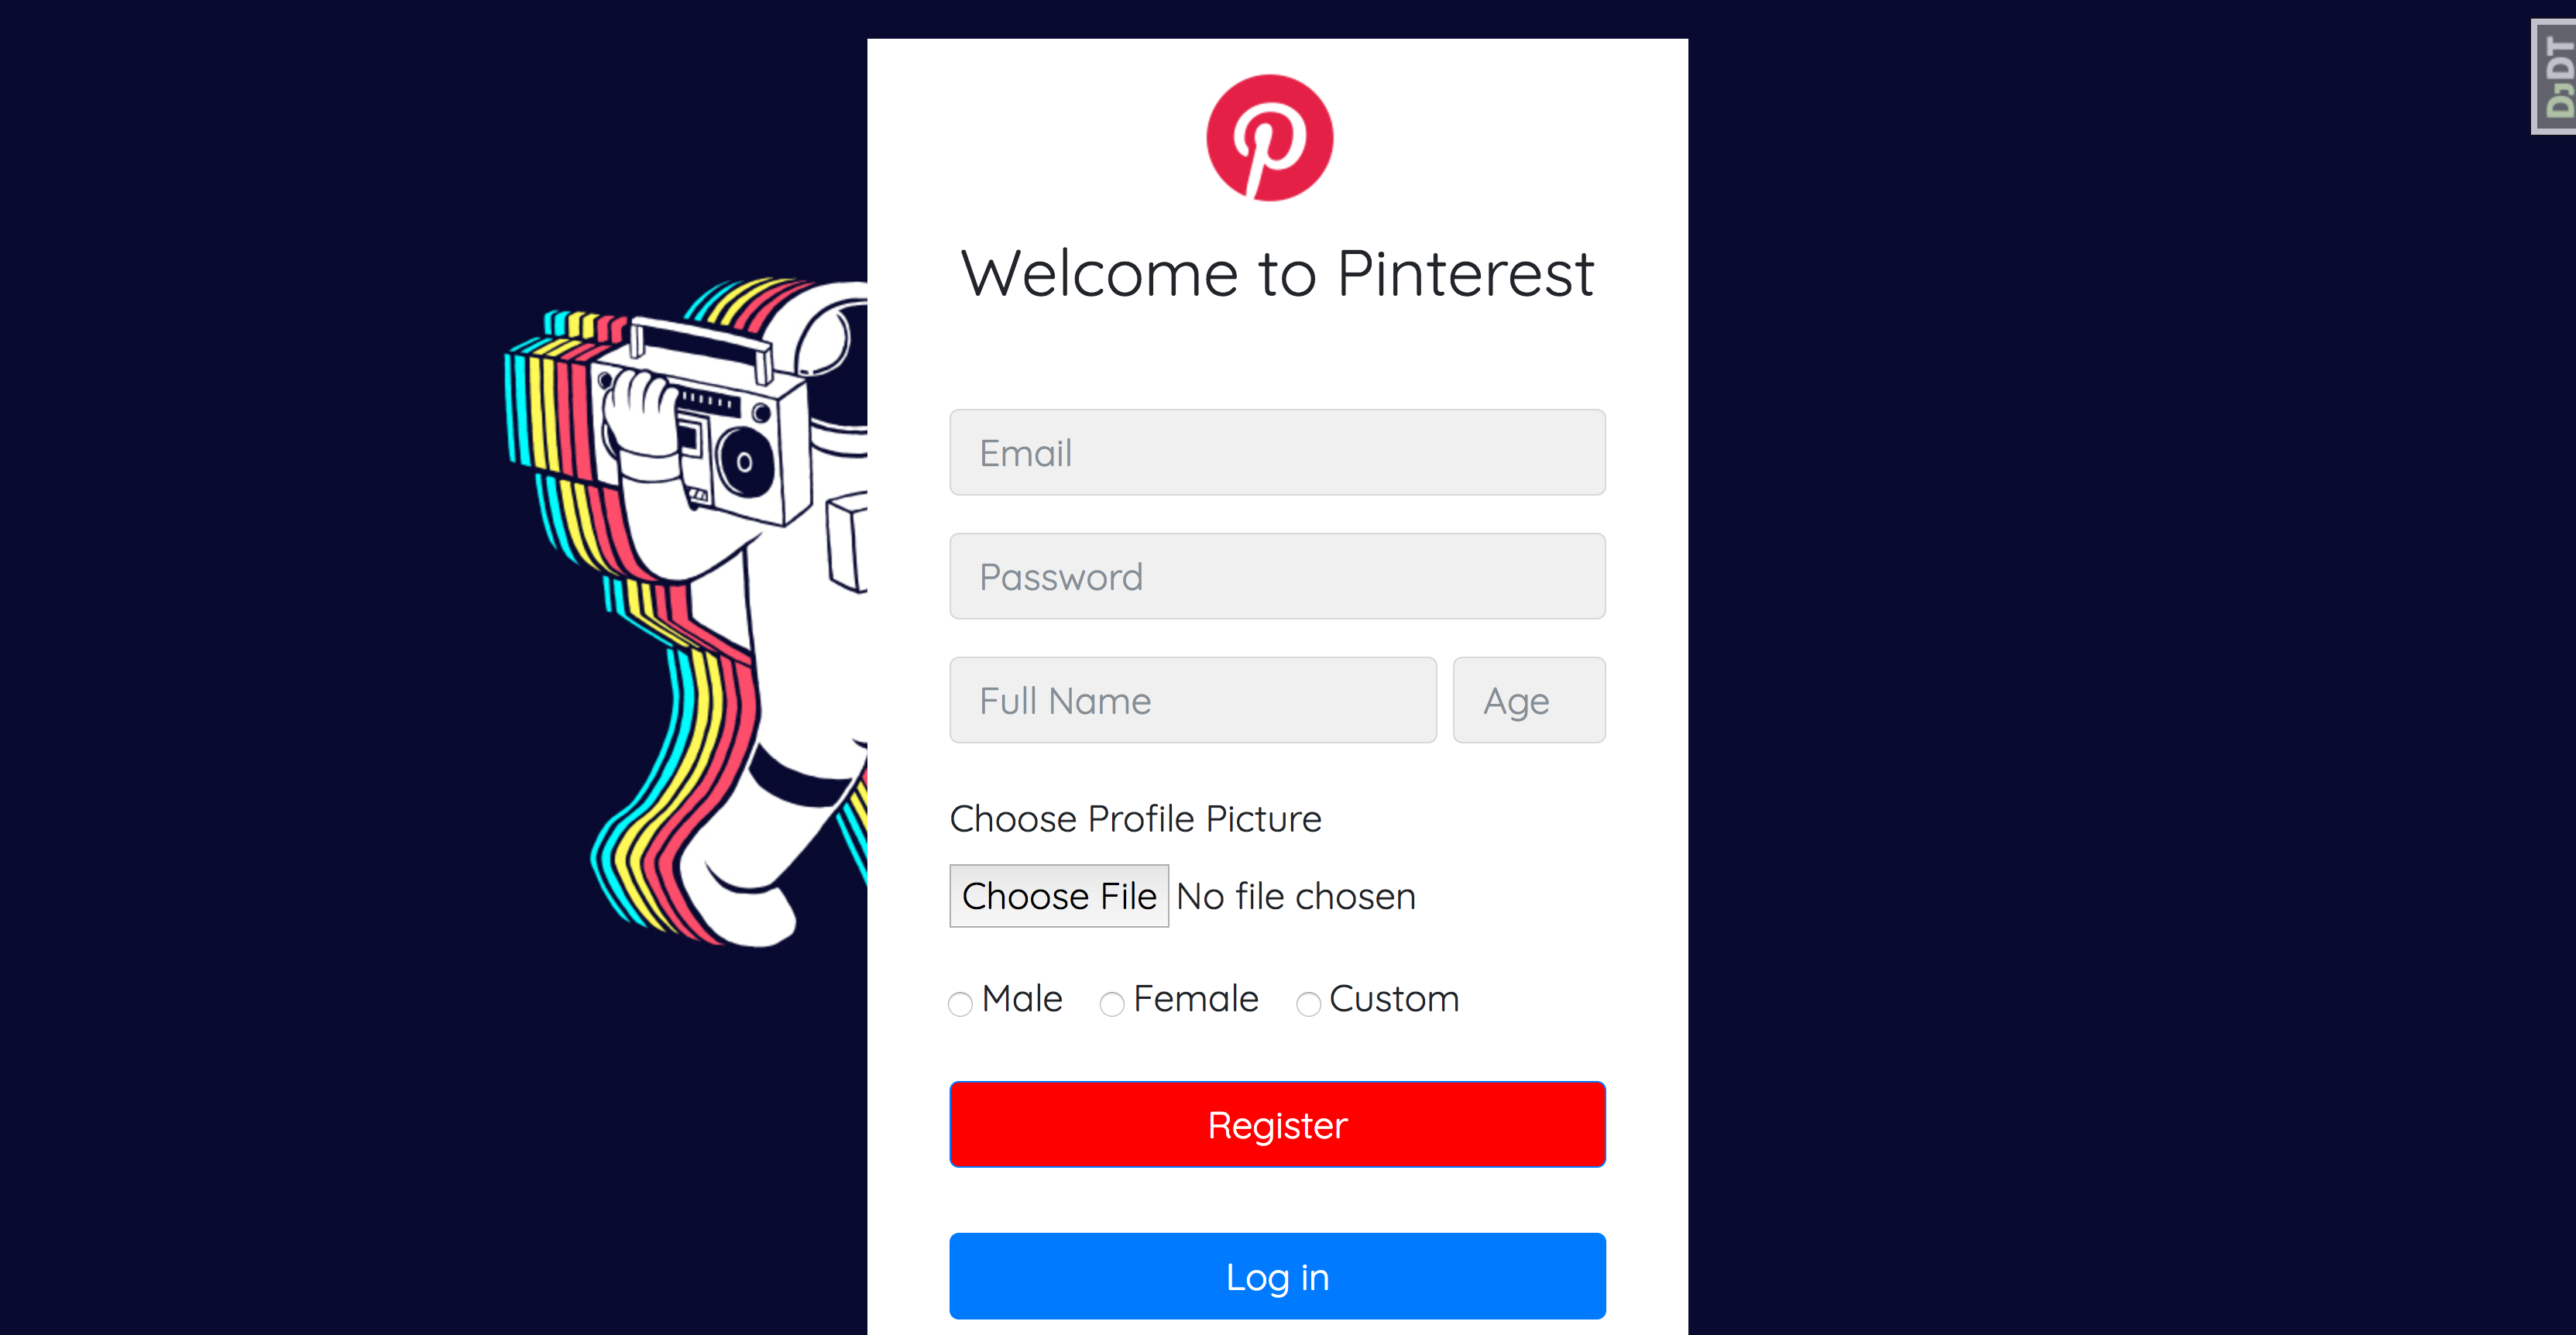 DJDT
Welcome to Pinterest
Email
Password
Full Name Age
Choose Profile Picture
Choose File No file chosen
Male Female Custom
Register
Log in